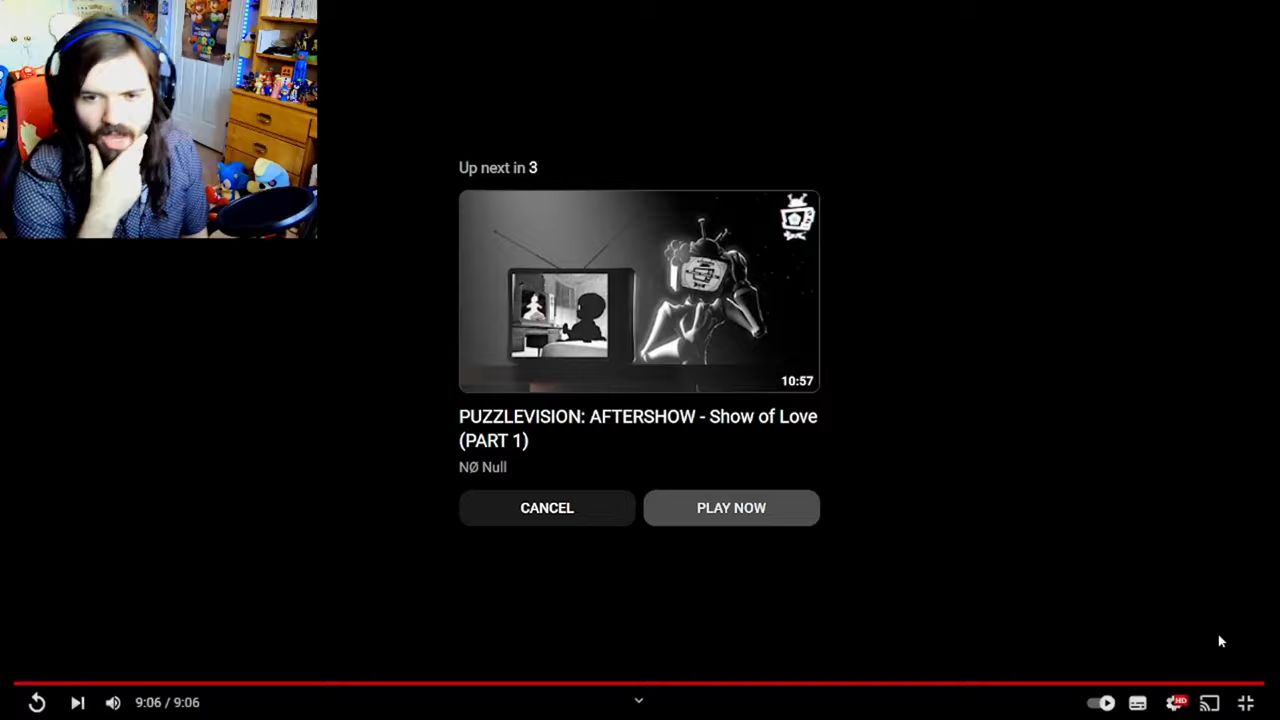 Up next in 3
10:57
PUZZLEVISION: AFTERSHOW - Show of Love
(PART 1)
NØ Null
CANCEL
PLAY NOW
9:06 / 9:06
HD